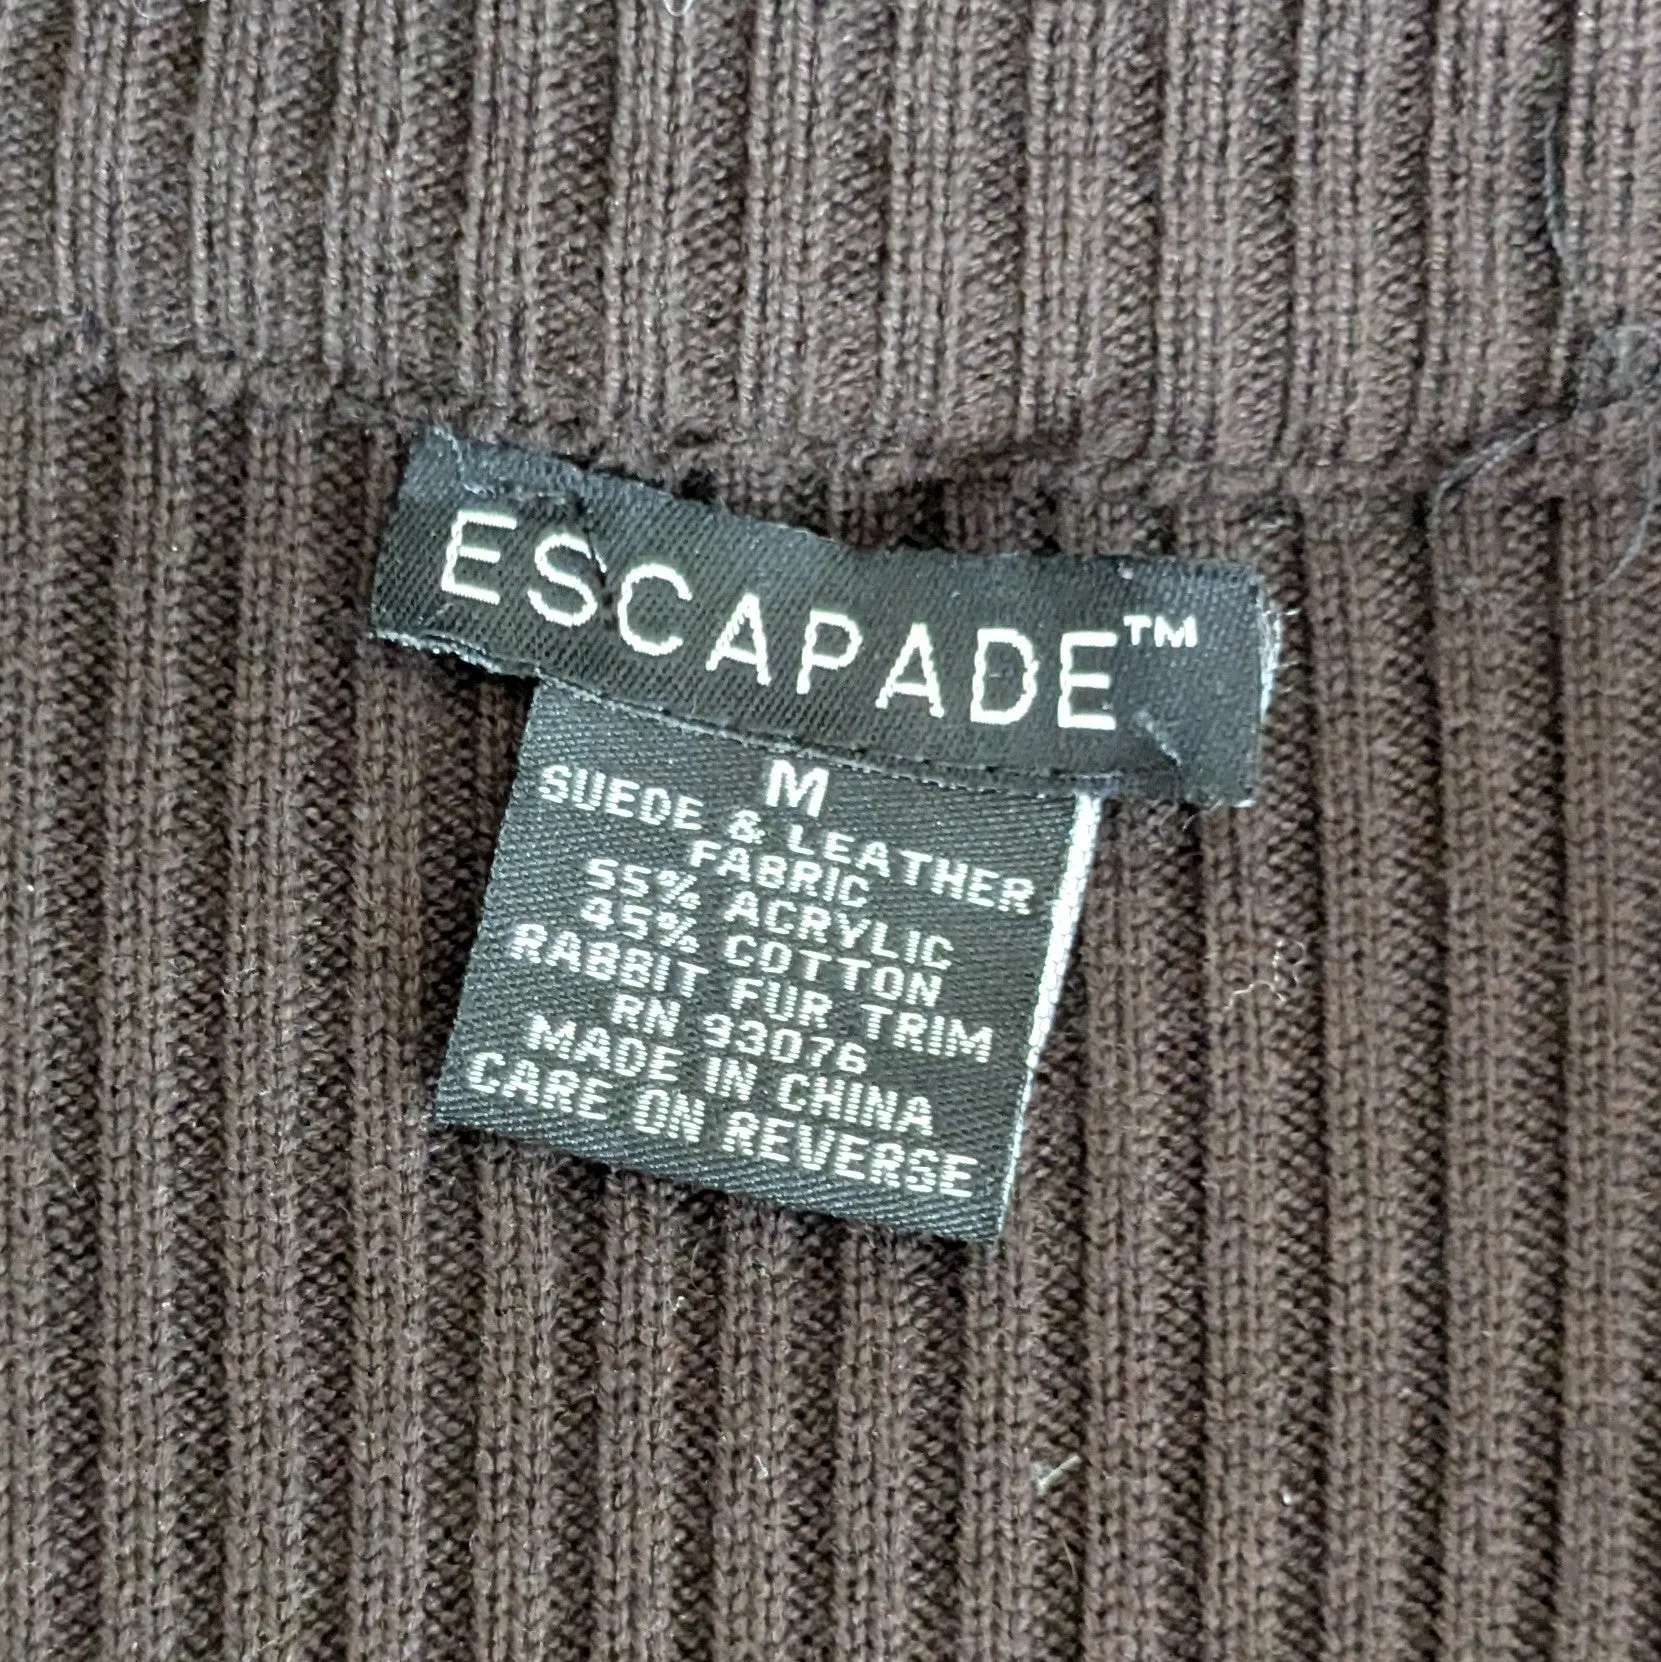 ESCAPADE™
M
SUEDE & LEATHER
FABRIC
55% ACRYLIC
45% COTTON
RABBIT FUR TRIM
RN 93076
MADE IN CHINA
CARE ON REVERSE